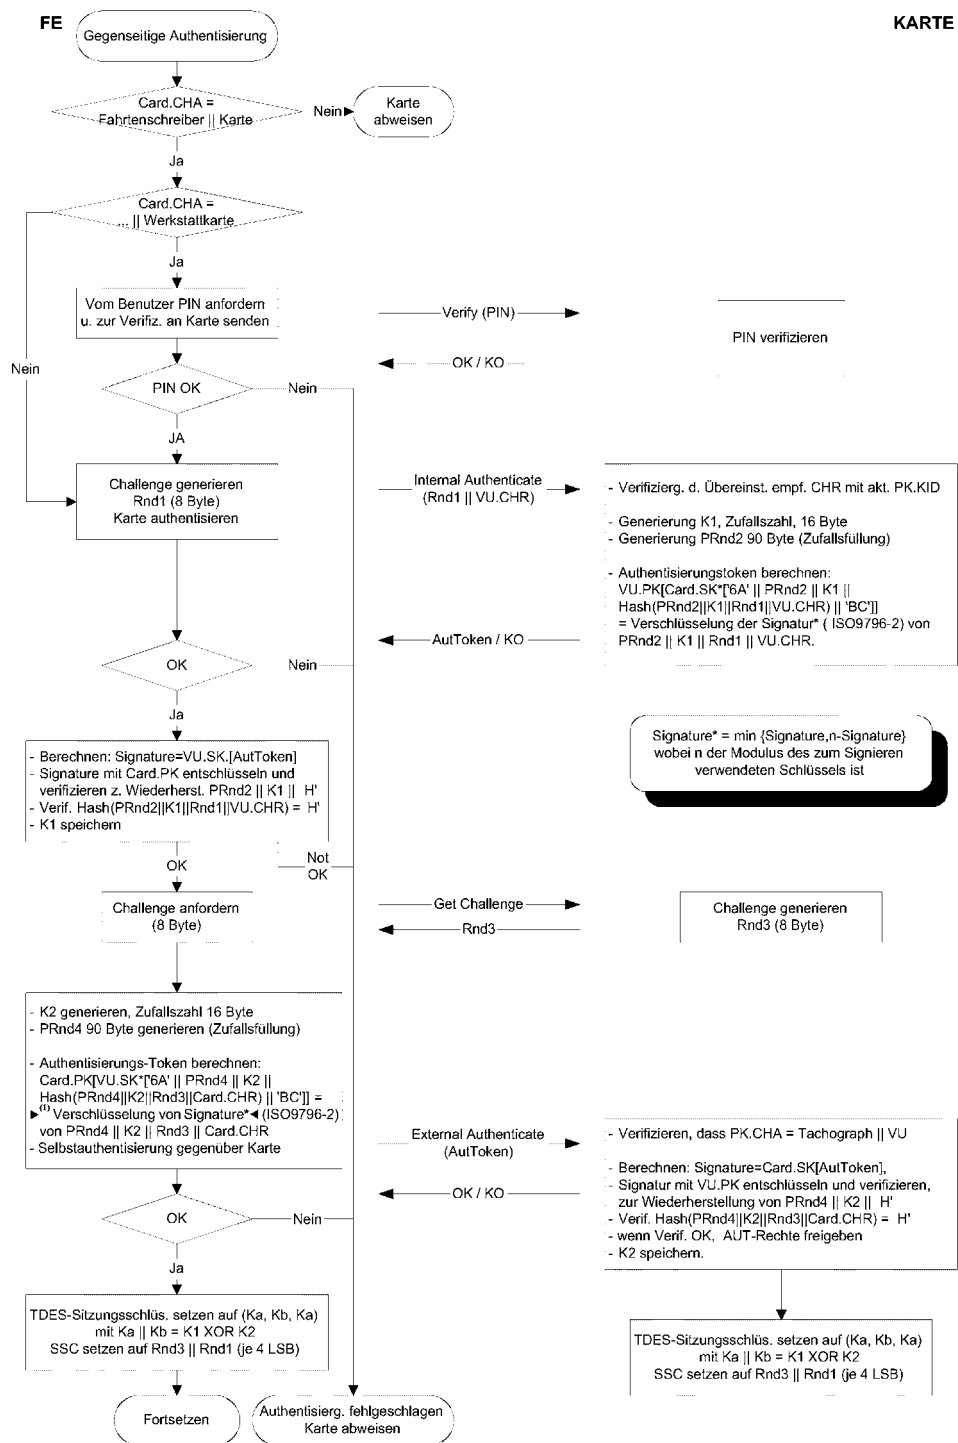 FE
KARTE
Gegenseitige Authentisierung
Card.CHA =
Fahrtenschreiber || Karte
Nein
Karte
abweisen
Ja
Card.CHA =
... || Werkstattkarte
Ja
Vom Benutzer PIN anfordern
u. zur Verifiz. an Karte senden
Verify (PIN)
PIN verifizieren
OK / KO
Nein
PIN OK
Nein
JA
Challenge generieren
Rnd1 (8 Byte)
Karte authentisieren
Internal Authenticate
(Rnd1 || VU.CHR)
- Verifizierg. d. Übereinst. empf. CHR mit akt. PK.KID
- Generierung K1, Zufallszahl, 16 Byte
- Generierung PRnd2 90 Byte (Zufallsfüllung)
- Authentisierungstoken berechnen:
VU.PK[Card.SK*['6A' || PRnd2 || K1 ||
Hash(PRnd2||K1||Rnd1||VU.CHR) || 'BC']]
= Verschlüsselung der Signatur* ( ISO9796-2) von
PRnd2 || K1 || Rnd1 || VU.CHR.
AutToken / KO
OK
Nein
Ja
Signature* = min {Signature,n-Signature}
wobei n der Modulus des zum Signieren
verwendeten Schlüssels ist
- Berechnen: Signature=VU.SK.[AutToken]
- Signature mit Card.PK entschlüsseln und
verifizieren z. Wiederherst. PRnd2 || K1 || H'
- Verif. Hash(PRnd2||K1||Rnd1||VU.CHR) = H'
- K1 speichern
OK
Not
OK
Challenge anfordern
(8 Byte)
Get Challenge
Rnd3
Challenge generieren
Rnd3 (8 Byte)
- K2 generieren, Zufallszahl 16 Byte
- PRnd4 90 Byte generieren (Zufallsfüllung)
- Authentisierungs-Token berechnen:
Card.PK[VU.SK*['6A' || PRnd4 || K2 ||
Hash(PRnd4||K2||Rnd3||Card.CHR) || 'BC']] =
►(1) Verschlüsselung von Signature*◄ (ISO9796-2)
von PRnd4 || K2 || Rnd3 || Card.CHR
- Selbstauthentisierung gegenüber Karte
External Authenticate
(AutToken)
- Verifizieren, dass PK.CHA = Tachograph || VU
- Berechnen: Signature=Card.SK[AutToken],
- Signatur mit VU.PK entschlüsseln und verifizieren,
zur Wiederherstellung von PRnd4 || K2 || H'
- Verif. Hash(PRnd4||K2||Rnd3||Card.CHR) = H'
- wenn Verif. OK, AUT-Rechte freigeben
- K2 speichern.
OK / KO
OK
Nein
Ja
TDES-Sitzungsschlüs. setzen auf (Ka, Kb, Ka)
mit Ka || Kb = K1 XOR K2
SSC setzen auf Rnd3 || Rnd1 (je 4 LSB)
TDES-Sitzungsschlüs. setzen auf (Ka, Kb, Ka)
mit Ka || Kb = K1 XOR K2
SSC setzen auf Rnd3 || Rnd1 (je 4 LSB)
Fortsetzen
Authentisierg. fehlgeschlagen
Karte abweisen